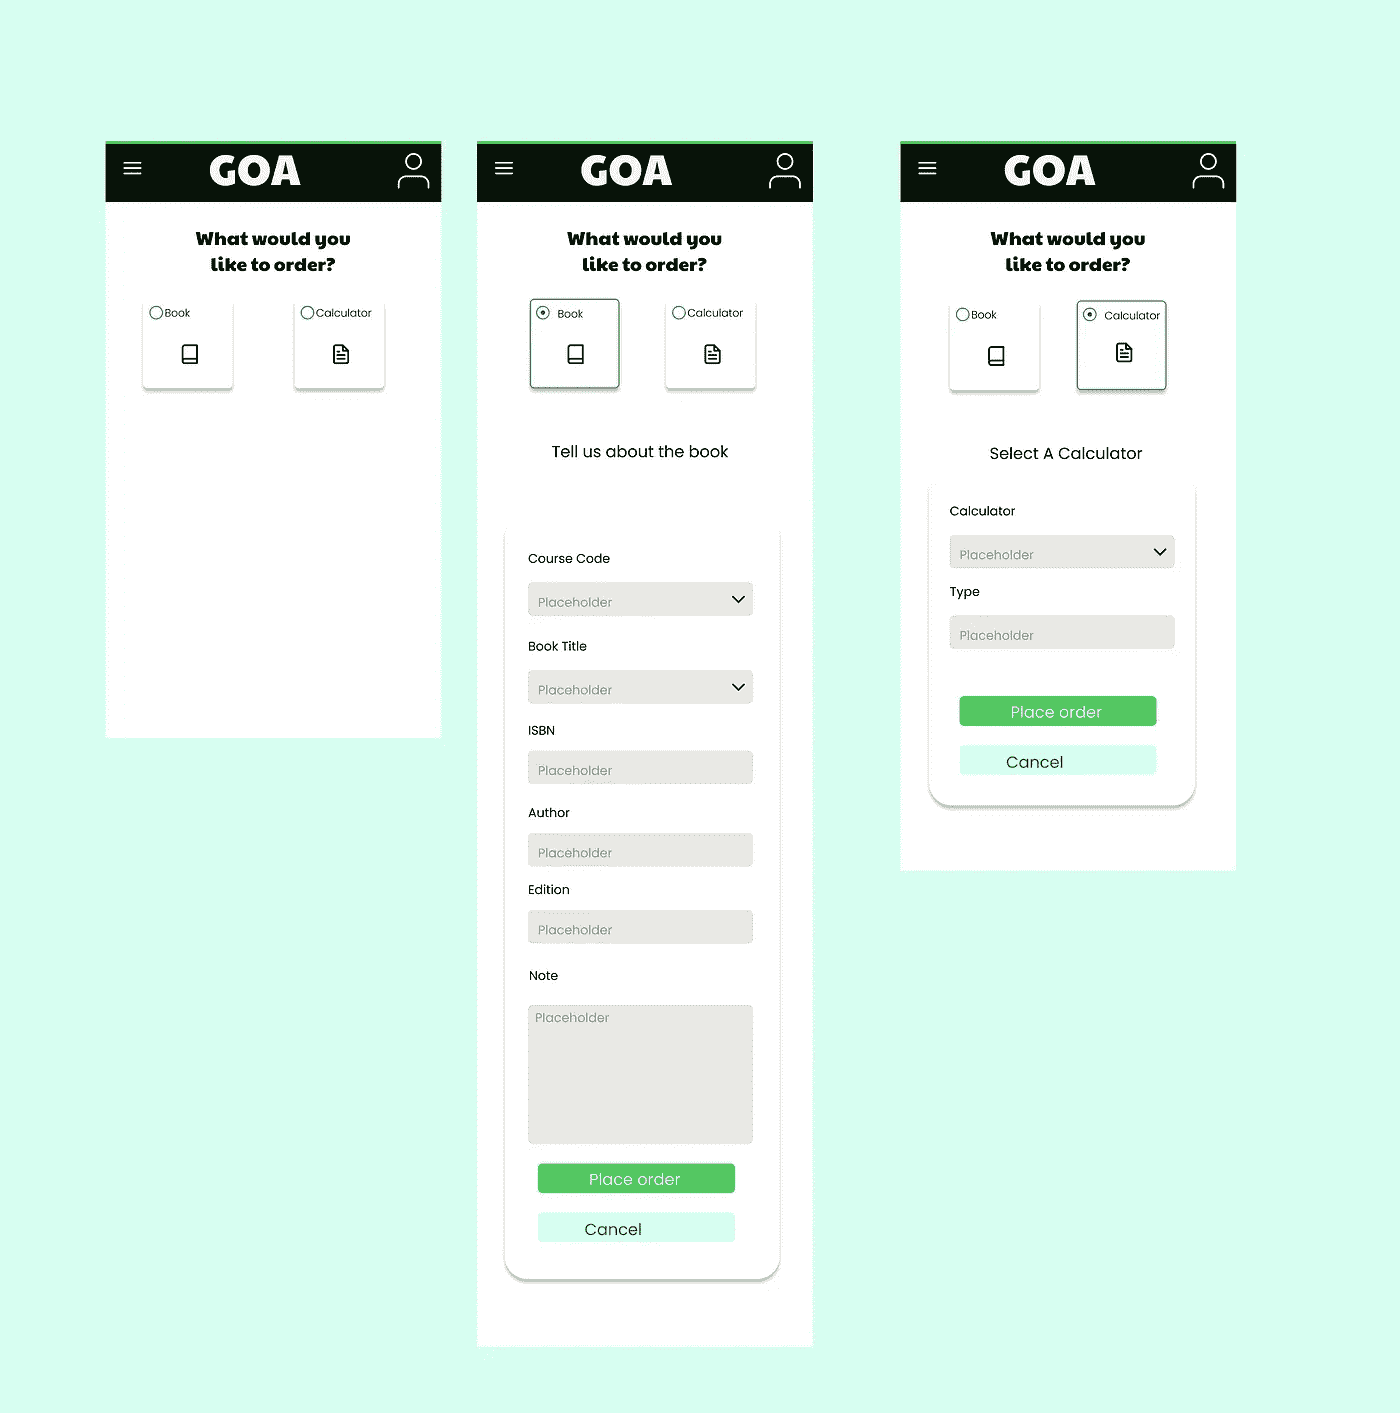 GOA
What would you
like to order?
Book
Calculator
GOA
What would you
like to order?
Book
Calculator
Tell us about the book
Course Code
Placeholder
Book Title
Placeholder
ISBN
Placeholder
Author
Placeholder
Edition
Placeholder
Note
Placeholder
Place order
Cancel
GOA
What would you
like to order?
Book
Calculator
Select A Calculator
Calculator
Placeholder
Type
Placeholder
Place order
Cancel